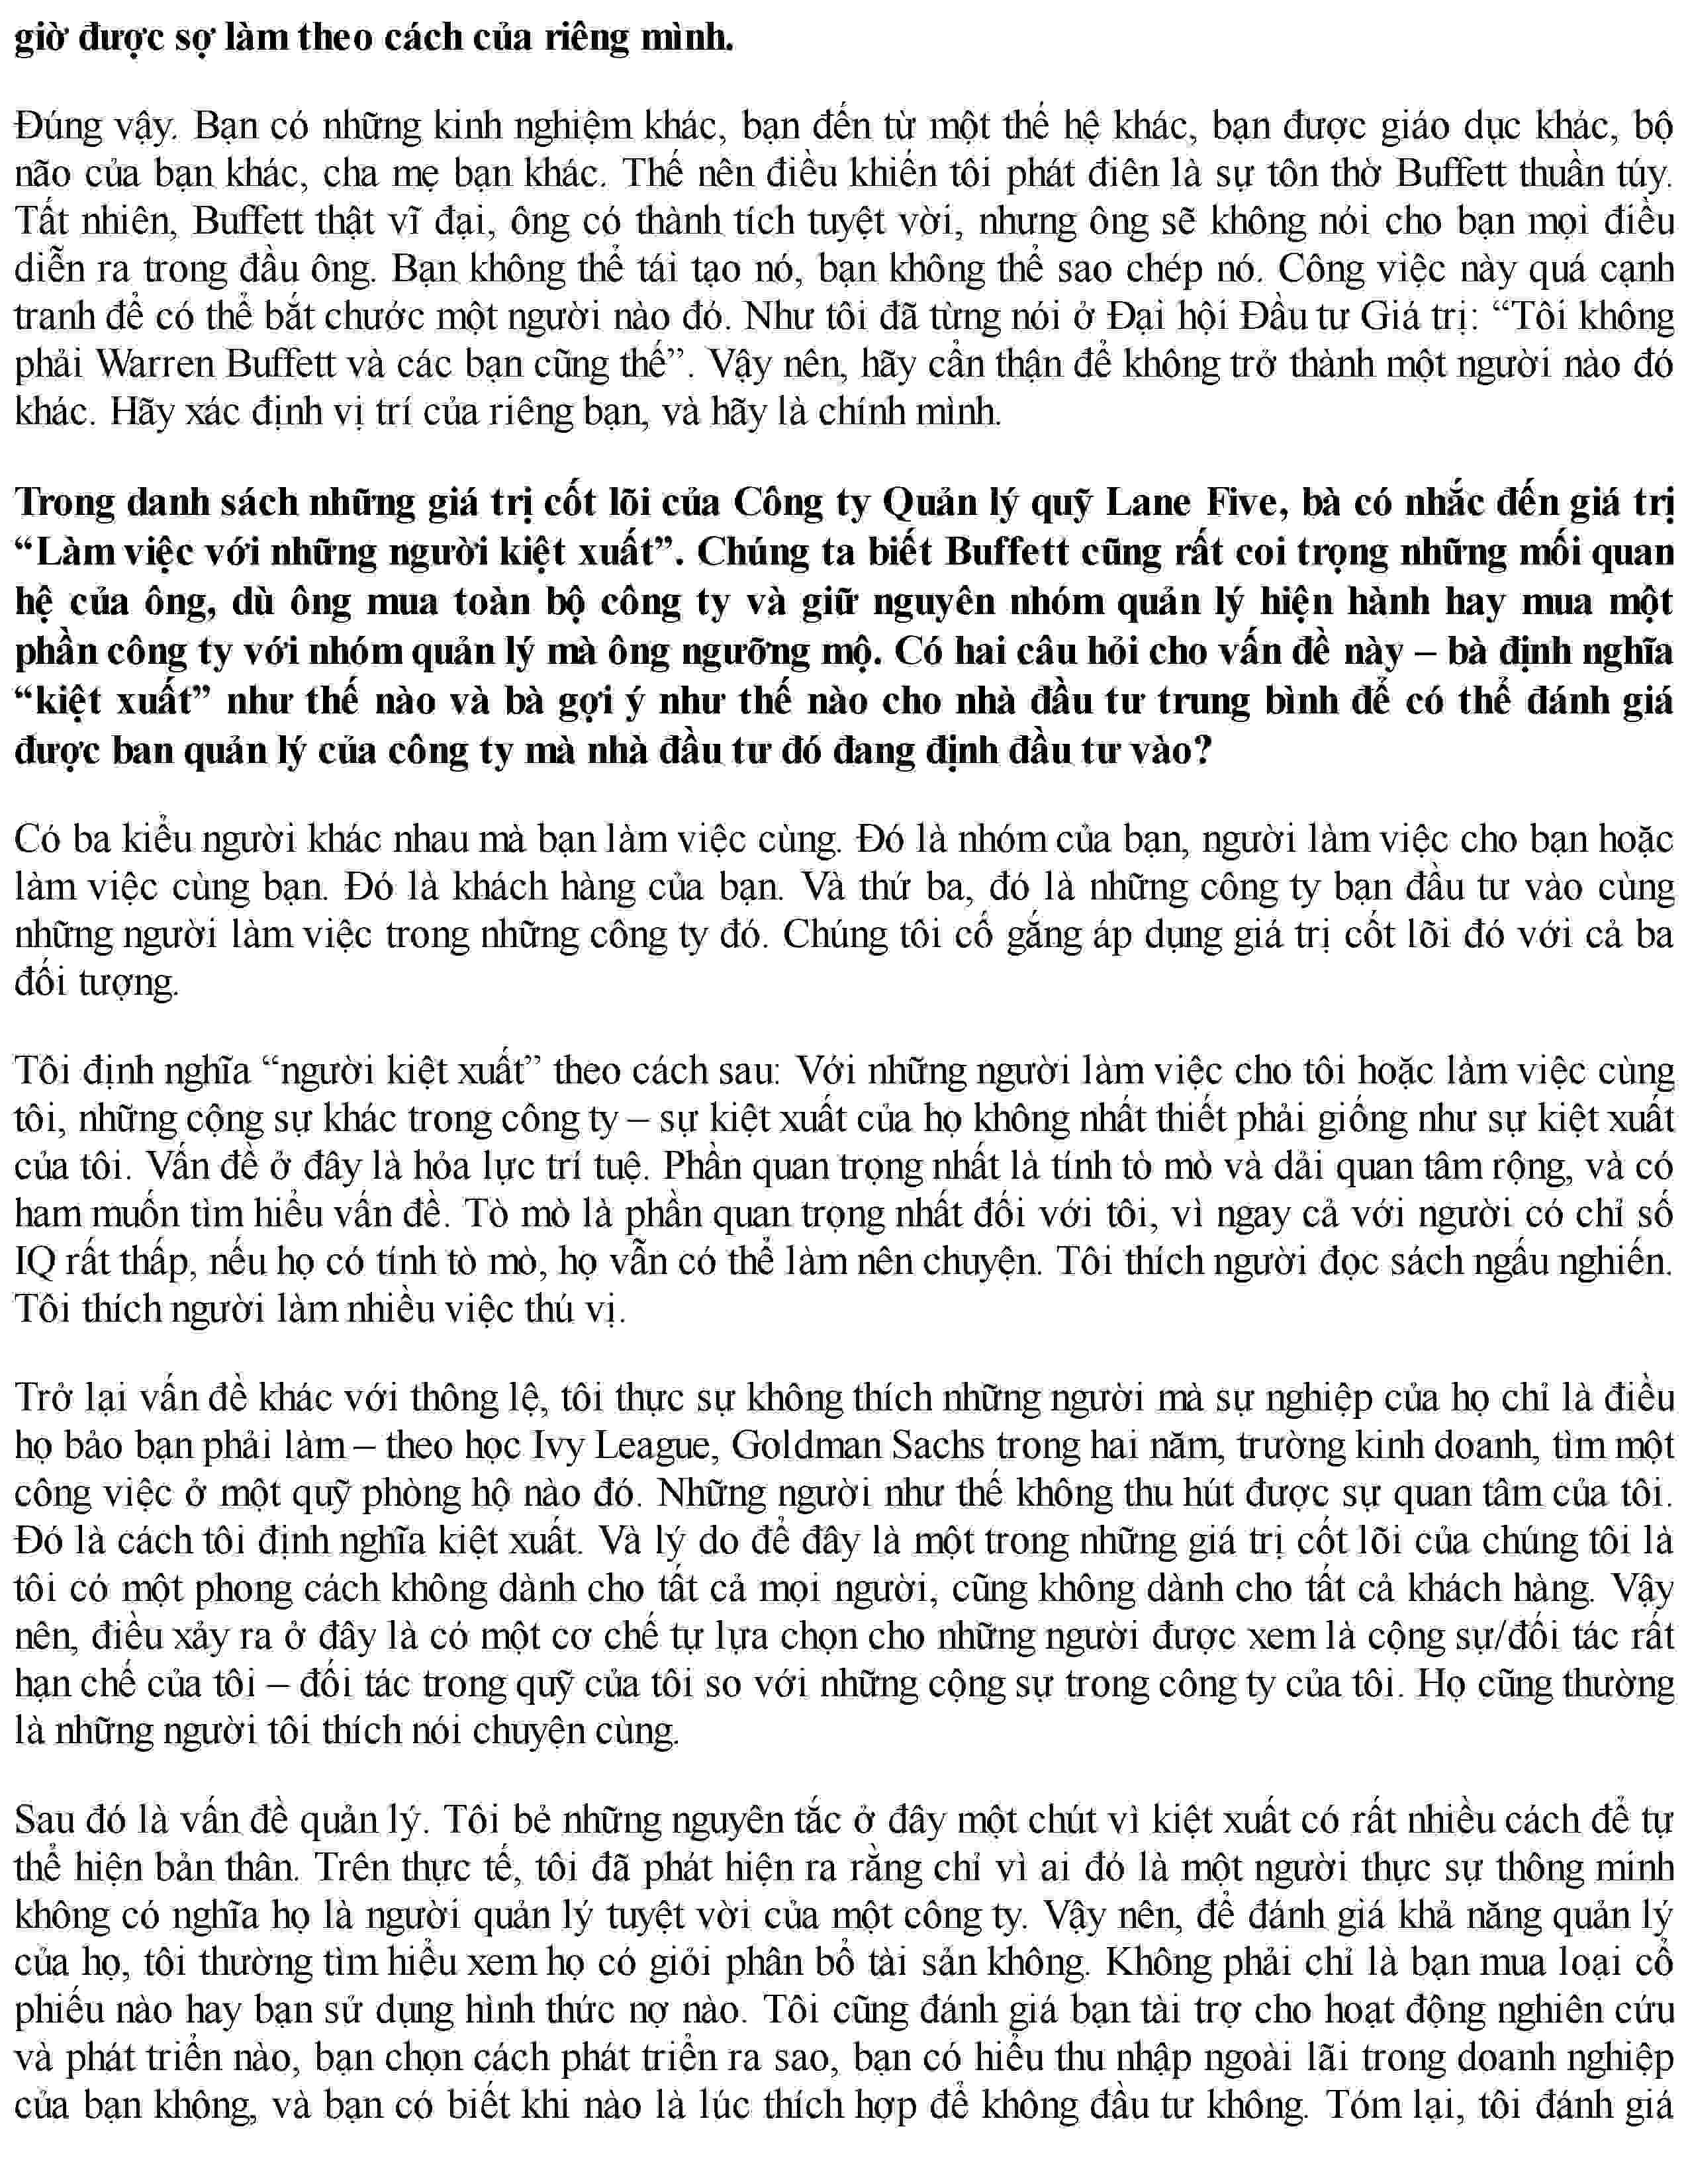 giờ được sợ làm theo cách của riêng mình.
Đúng vậy. Bạn có những kinh nghiệm khác, bạn đến từ một thế hệ khác, bạn được giáo dục khác, bộ
não của bạn khác, cha mẹ bạn khác. Thế nên điều khiến tôi phát điên là sự tôn thờ Buffett thuần túy.
Tất nhiên, Buffett thật vĩ đại, ông có thành tích tuyệt vời, nhưng ông sẽ không nói cho bạn mọi điều
diễn ra trong đầu ông. Bạn không thể tái tạo nó, bạn không thể sao chép nó. Công việc này quá cạnh
tranh để có thể bắt chước một người nào đó. Như tôi đã từng nói ở Đại hội Đầu tư Giá trị: “Tôi không
phải Warren Buffett và các bạn cũng thế”. Vậy nên, hãy cẩn thận để không trở thành một người nào đó
khác. Hãy xác định vị trí của riêng bạn, và hãy là chính mình.
Trong danh sách những giá trị cốt lõi của Công ty Quản lý quỹ Lane Five, bà có nhắc đến giá trị
“Làm việc với những người kiệt xuất”. Chúng ta biết Buffett cũng rất coi trọng những mối quan
hệ của ông, dù ông mua toàn bộ công ty và giữ nguyên nhóm quản lý hiện hành hay mua một
phần công ty với nhóm quản lý mà ông ngưỡng mộ. Có hai câu hỏi cho vấn đề này – bà định nghĩa
“kiệt xuất” như thế nào và bà gợi ý như thế nào cho nhà đầu tư trung bình để có thể đánh giá
được ban quản lý của công ty mà nhà đầu tư đó đang định đầu tư vào?
Có ba kiểu người khác nhau mà bạn làm việc cùng. Đó là nhóm của bạn, người làm việc cho bạn hoặc
làm việc cùng bạn. Đó là khách hàng của bạn. Và thứ ba, đó là những công ty bạn đầu tư vào cùng
những người làm việc trong những công ty đó. Chúng tôi cố gắng áp dụng giá trị cốt lõi đó với cả ba
đối tượng.
Tôi định nghĩa “người kiệt xuất” theo cách sau: Với những người làm việc cho tôi hoặc làm việc cùng
tôi, những cộng sự khác trong công ty – sự kiệt xuất của họ không nhất thiết phải giống như sự kiệt xuất
của tôi. Vấn đề ở đây là hỏa lực trí tuệ. Phần quan trọng nhất là tính tò mò và dải quan tâm rộng, và có
ham muốn tìm hiểu vấn đề. Tò mò là phần quan trọng nhất đối với tôi, vì ngay cả với người có chỉ số
IQ rất thấp, nếu họ có tính tò mò, họ vẫn có thể làm nên chuyện. Tôi thích người đọc sách ngấu nghiến.
Tôi thích người làm nhiều việc thú vị.
Trở lại vấn đề khác với thông lệ, tôi thực sự không thích những người mà sự nghiệp của họ chỉ là điều
họ bảo bạn phải làm – theo học Ivy League, Goldman Sachs trong hai năm, trường kinh doanh, tìm một
công việc ở một quỹ phòng hộ nào đó. Những người như thế không thu hút được sự quan tâm của tôi.
Đó là cách tôi định nghĩa kiệt xuất. Và lý do để đây là một trong những giá trị cốt lõi của chúng tôi là
tôi có một phong cách không dành cho tất cả mọi người, cũng không dành cho tất cả khách hàng. Vậy
nên, điều xảy ra ở đây là có một cơ chế tự lựa chọn cho những người được xem là cộng sự/đối tác rất
hạn chế của tôi – đối tác trong quỹ của tôi so với những cộng sự trong công ty của tôi. Họ cũng thường
là những người tôi thích nói chuyện cùng.
Sau đó là vấn đề quản lý. Tôi bẻ những nguyên tắc ở đây một chút vì kiệt xuất có rất nhiều cách để tự
thể hiện bản thân. Trên thực tế, tôi đã phát hiện ra rằng chỉ vì ai đó là một người thực sự thông minh
không có nghĩa họ là người quản lý tuyệt vời của một công ty. Vậy nên, để đánh giá khả năng quản lý
của họ, tôi thường tìm hiểu xem họ có giỏi phân bổ tài sản không. Không phải chỉ là bạn mua loại cổ
phiếu nào hay bạn sử dụng hình thức nợ nào. Tôi cũng đánh giá bạn tài trợ cho hoạt động nghiên cứu
và phát triển nào, bạn chọn cách phát triển ra sao, bạn có hiểu thu nhập ngoài lãi trong doanh nghiệp
của bạn không, và bạn có biết khi nào là lúc thích hợp để không đầu tư không. Tóm lại, tôi đánh giá